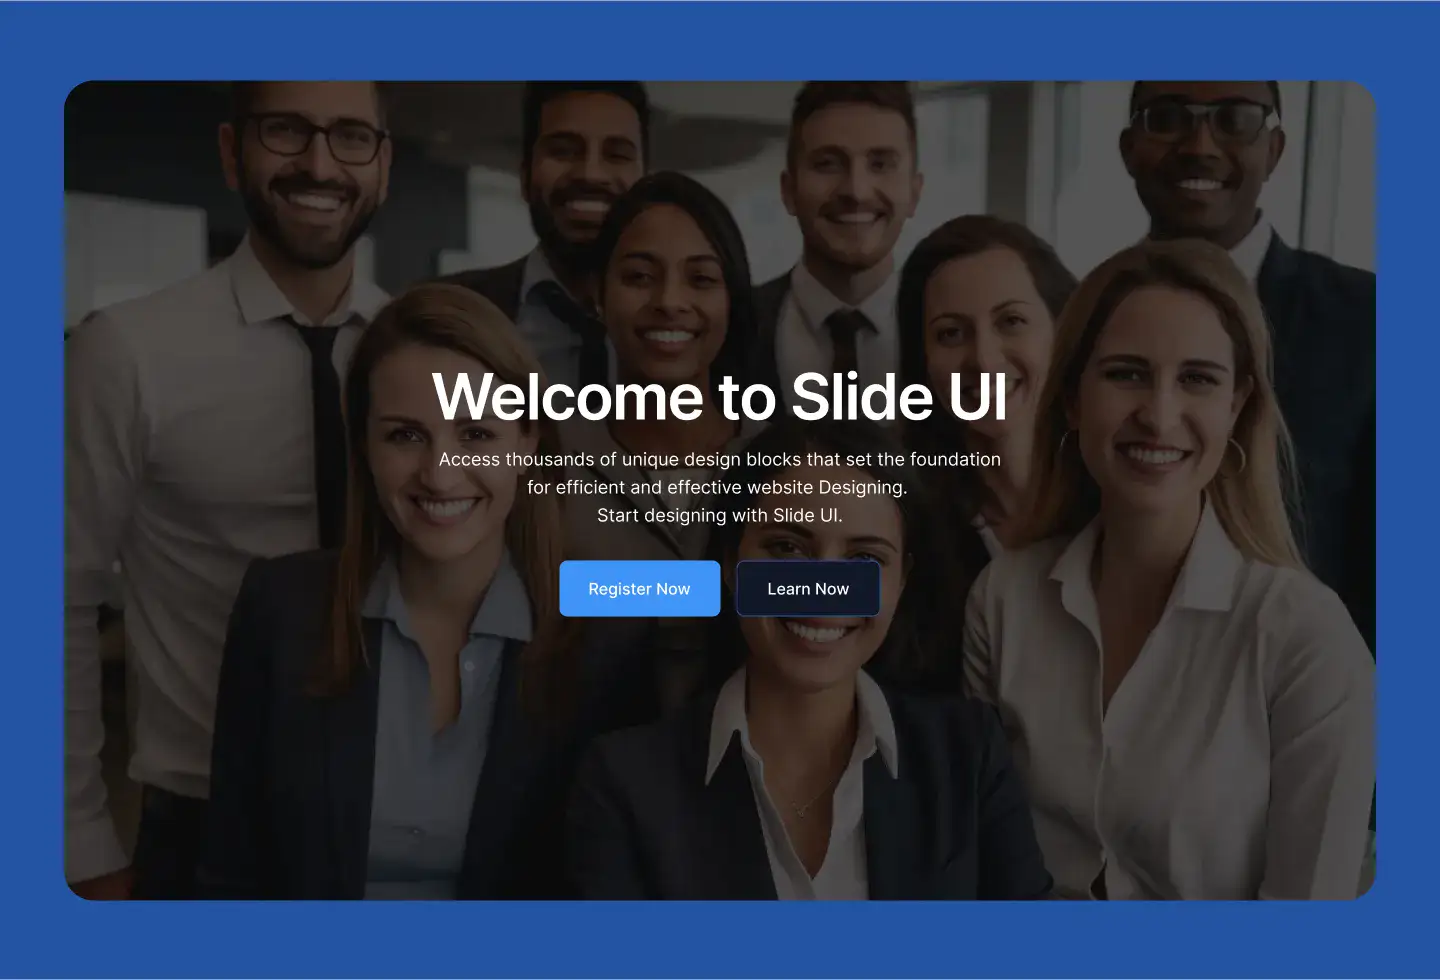 Welcome to Slide UI
Access thousands of unique design blocks that set the foundation
for efficient and effective website Designing.
Start designing with Slide UI.
Register Now
Learn Now